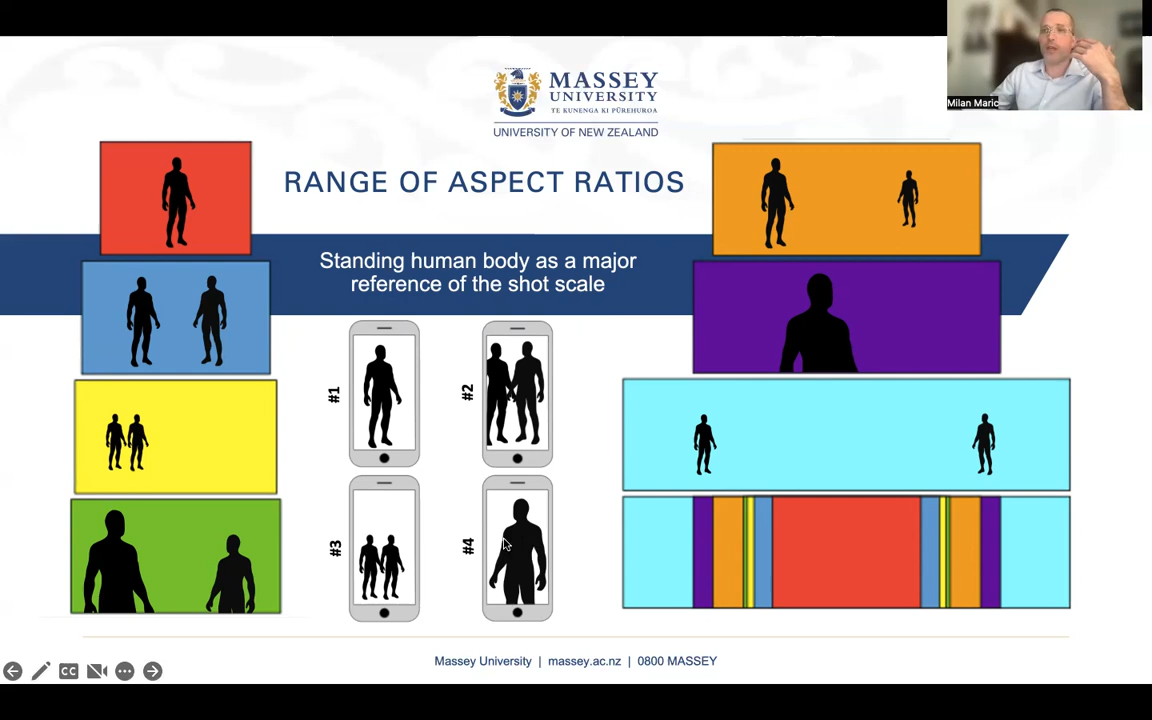 Milan Maric
MASSEY
UNIVERSITY
TE KUNENGA KI PŪREHUROA
UNIVERSITY OF NEW ZEALAND
RANGE OF ASPECT RATIOS
Standing human body as a major
reference of the shot scale
#1
#2
#3
#4
CC
Massey University | massey.ac.nz | 0800 MASSEY